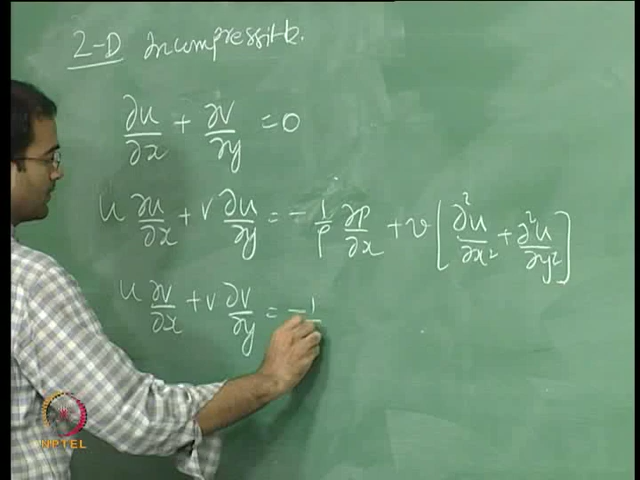 2-D Incompressible.
∂u/∂x + ∂v/∂y = 0
u ∂u/∂x + v ∂u/∂y = - 1/ρ ∂p/∂x + ν [∂²u/∂x² + ∂²u/∂y²]
u ∂v/∂x + v ∂v/∂y = - 1
NPTEL